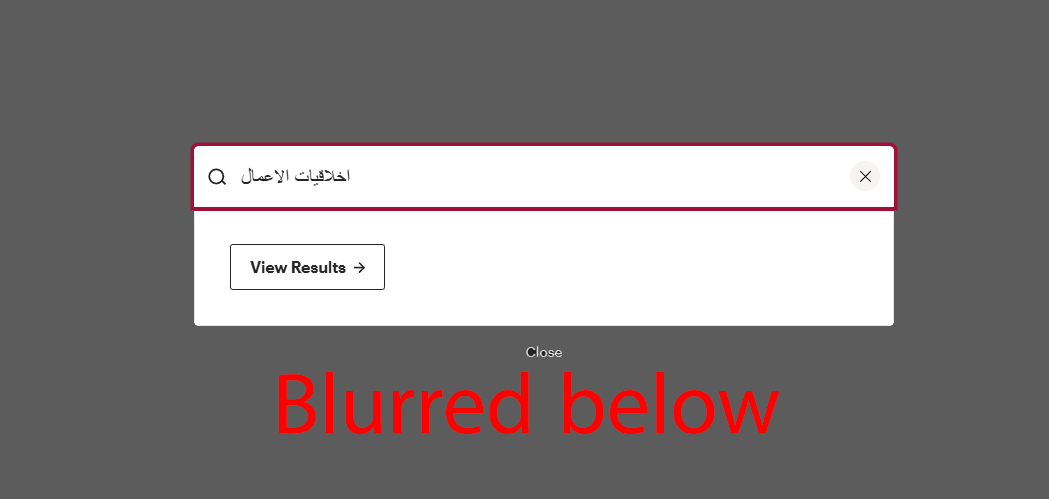 اخلاقيات الاعمال
View Results →
Close
Blurred below